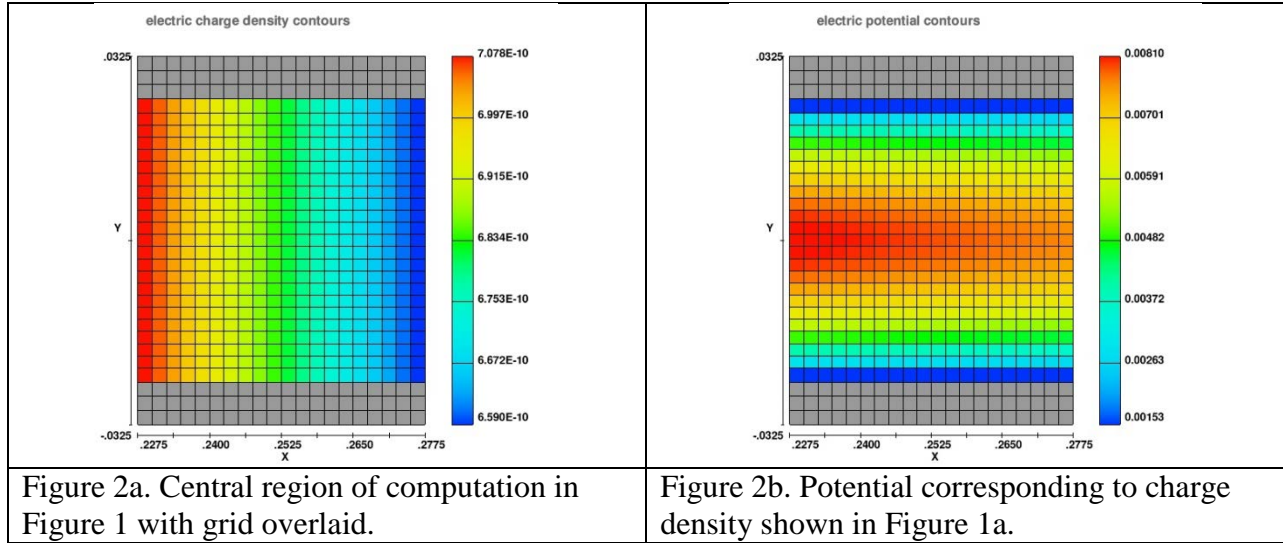 electric charge density contours
.0325
Y
-.0325
.2275
.2400
.2525
.2650
.2775
X
7.078E-10
6.997E-10
6.915E-10
6.834E-10
6.753E-10
6.672E-10
6.590E-10
electric potential contours
.0325
Y
-.0325
.2275
.2400
.2525
.2650
.2775
X
0.00810
0.00701
0.00591
0.00482
0.00372
0.00263
0.00153
Figure 2a. Central region of computation in
Figure 1 with grid overlaid.
Figure 2b. Potential corresponding to charge
density shown in Figure 1a.